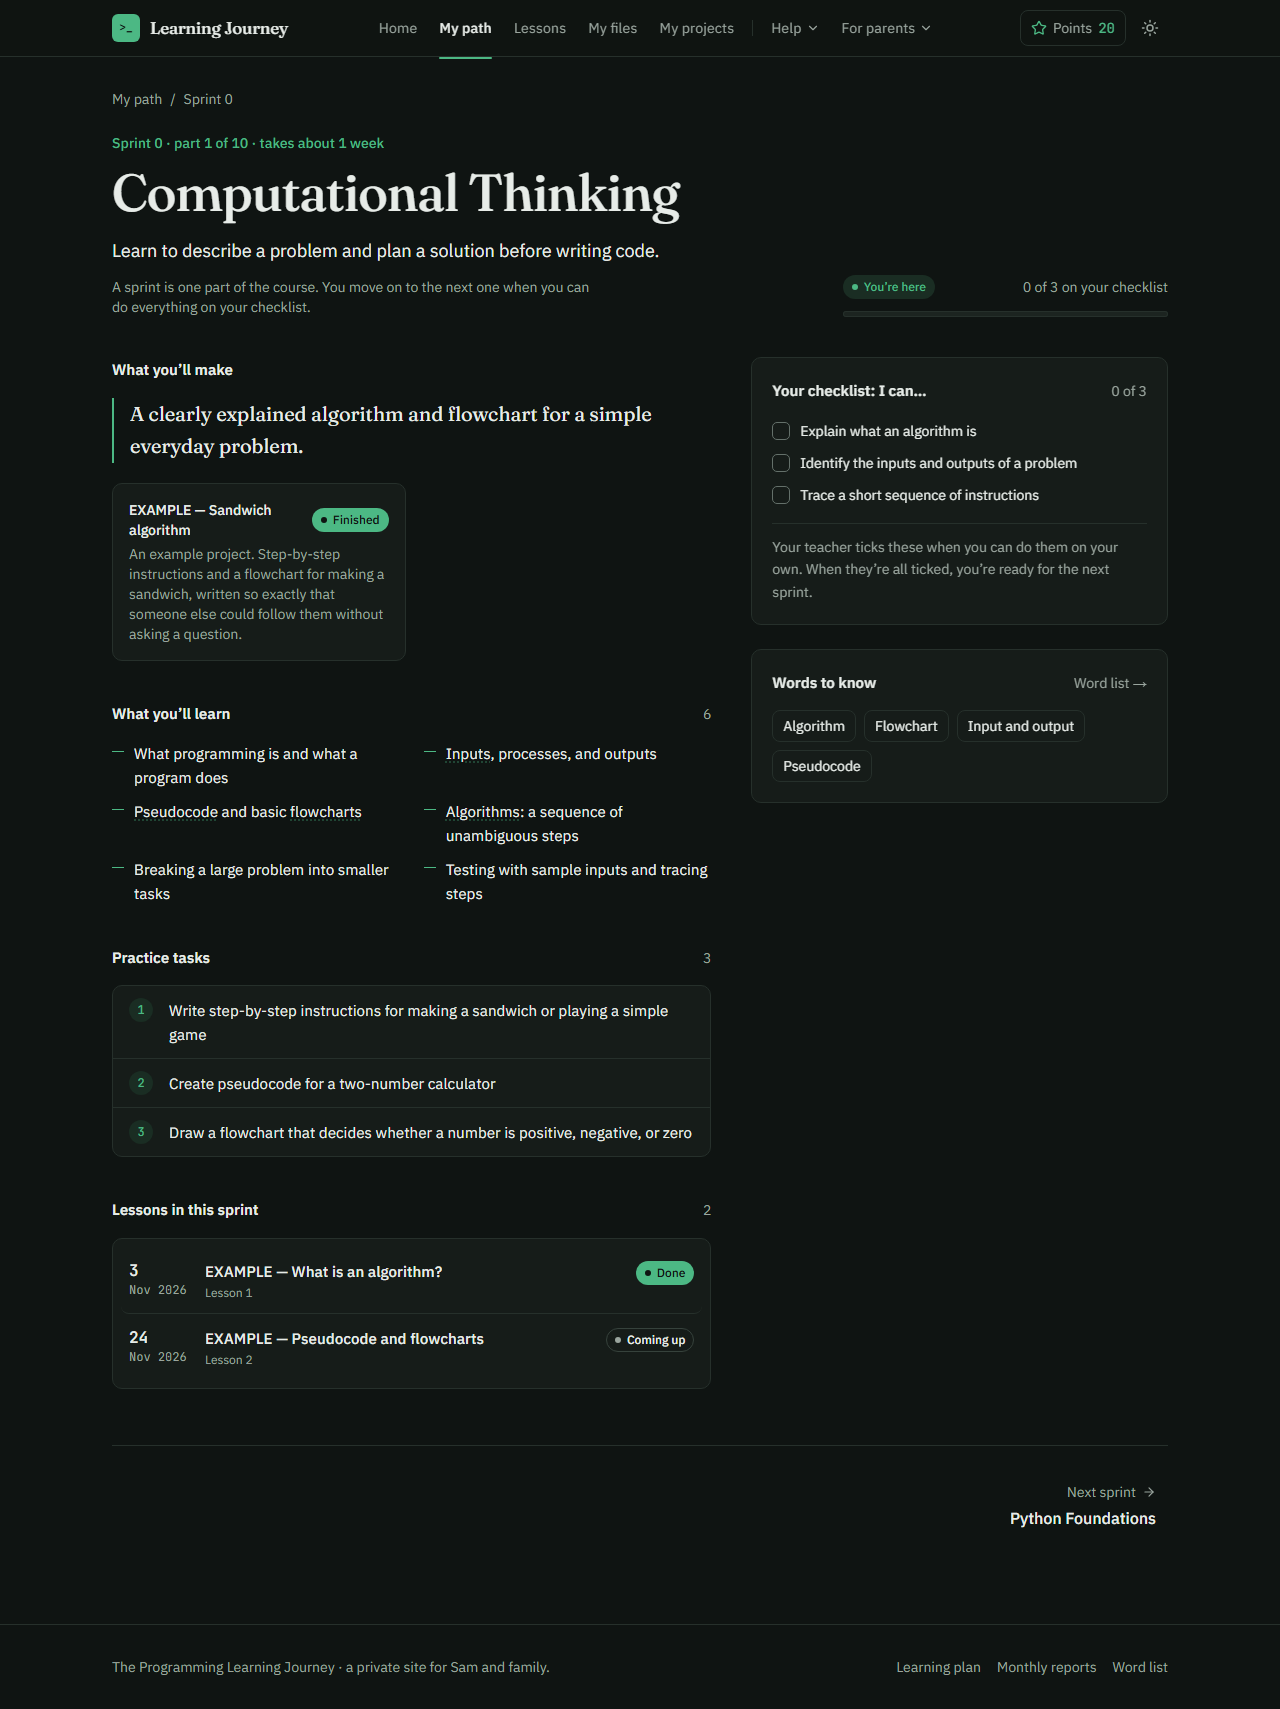 >_ Learning Journey Home My path Lessons My files My projects Help For parents Points 20
My path / Sprint 0
Sprint 0 · part 1 of 10 · takes about 1 week
Computational Thinking
Learn to describe a problem and plan a solution before writing code.
A sprint is one part of the course. You move on to the next one when you can
do everything on your checklist.
You're here 0 of 3 on your checklist
What you'll make
A clearly explained algorithm and flowchart for a simple
everyday problem.
EXAMPLE — Sandwich
algorithm
Finished
An example project. Step-by-step
instructions and a flowchart for making a
sandwich, written so exactly that
someone else could follow them without
asking a question.
What you'll learn 6
What programming is and what a
program does
Inputs, processes, and outputs
Pseudocode and basic flowcharts
Algorithms: a sequence of
unambiguous steps
Breaking a large problem into smaller
tasks
Testing with sample inputs and tracing
steps
Practice tasks 3
1 Write step-by-step instructions for making a sandwich or playing a simple
game
2 Create pseudocode for a two-number calculator
3 Draw a flowchart that decides whether a number is positive, negative, or zero
Lessons in this sprint 2
3 EXAMPLE — What is an algorithm? Done
Nov 2026 Lesson 1
24 EXAMPLE — Pseudocode and flowcharts Coming up
Nov 2026 Lesson 2
Your checklist: I can... 0 of 3
Explain what an algorithm is
Identify the inputs and outputs of a problem
Trace a short sequence of instructions
Your teacher ticks these when you can do them on your
own. When they're all ticked, you're ready for the next
sprint.
Words to know Word list →
Algorithm Flowchart Input and output
Pseudocode
Next sprint →
Python Foundations
The Programming Learning Journey · a private site for Sam and family. Learning plan Monthly reports Word list